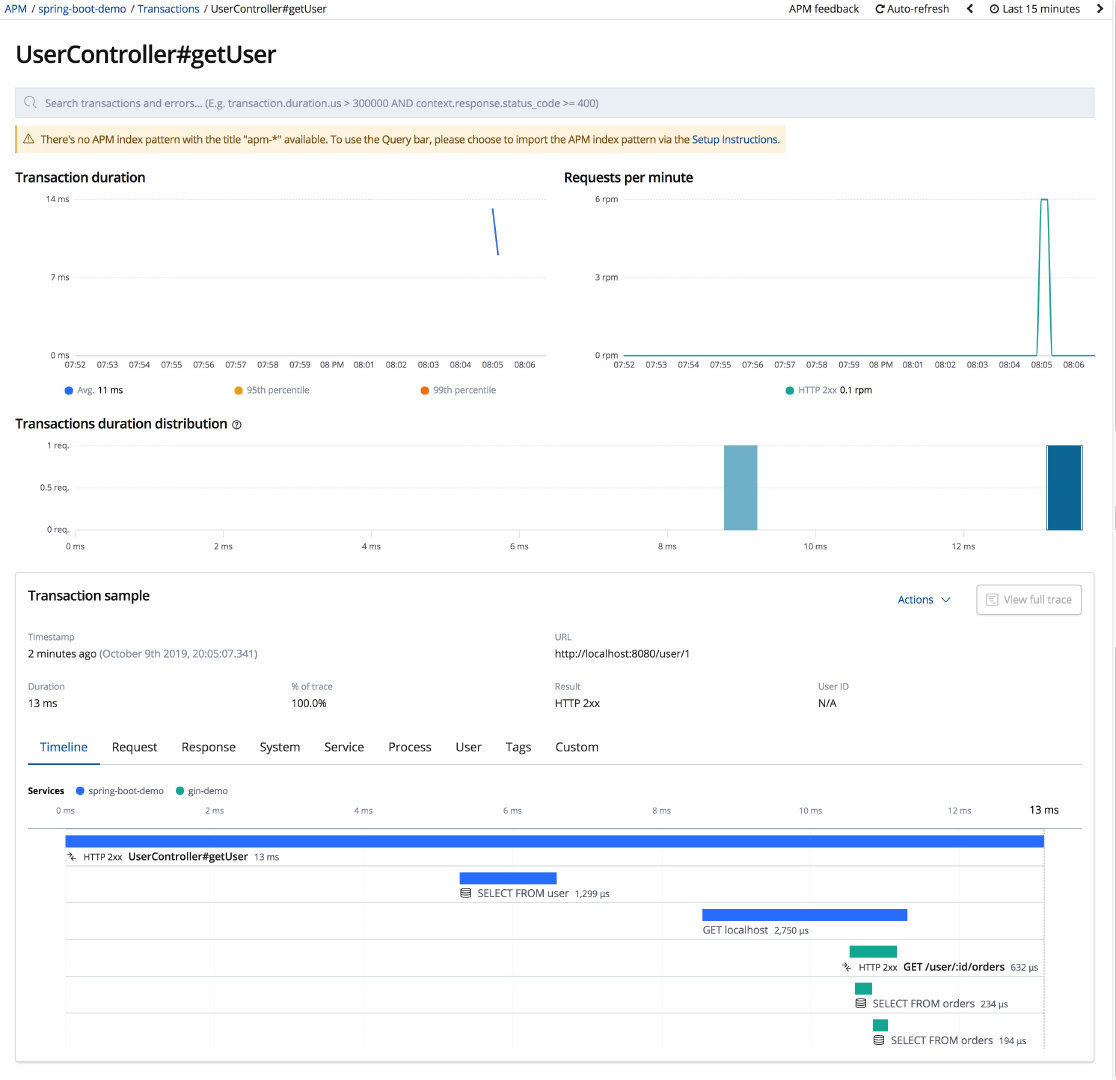 APM / spring-boot-demo / Transactions / UserController#getUser
APM feedback Auto-refresh Last 15 minutes
UserController#getUser
Search transactions and errors... (E.g. transaction.duration.us > 300000 AND context.response.status_code >= 400)
There's no APM index pattern with the title "apm-*" available. To use the Query bar, please choose to import the APM index pattern via the Setup Instructions.
Transaction duration
14 ms
7 ms
0 ms
07:52 07:53 07:54 07:55 07:56 07:57 07:58 07:59 08 PM 08:01 08:02 08:03 08:04 08:05 08:06
Avg. 11 ms 95th percentile 99th percentile
Requests per minute
6 rpm
3 rpm
0 rpm
07:52 07:53 07:54 07:55 07:56 07:57 07:58 07:59 08 PM 08:01 08:02 08:03 08:04 08:05 08:06
HTTP 2xx 0.1 rpm
Transactions duration distribution
1 req.
0.5 req.
0 req.
0 ms 2 ms 4 ms 6 ms 8 ms 10 ms 12 ms
Transaction sample
Actions View full trace
Timestamp
2 minutes ago (October 9th 2019, 20:05:07.341)
URL
http://localhost:8080/user/1
Duration
13 ms
% of trace
100.0%
Result
HTTP 2xx
User ID
N/A
Timeline Request Response System Service Process User Tags Custom
Services spring-boot-demo gin-demo
0 ms 2 ms 4 ms 6 ms 8 ms 10 ms 12 ms 13 ms
HTTP 2xx UserController#getUser 13 ms
SELECT FROM user 1,299 μs
GET localhost 2,750 μs
HTTP 2xx GET /user/:id/orders 632 μs
SELECT FROM orders 234 μs
SELECT FROM orders 194 μs